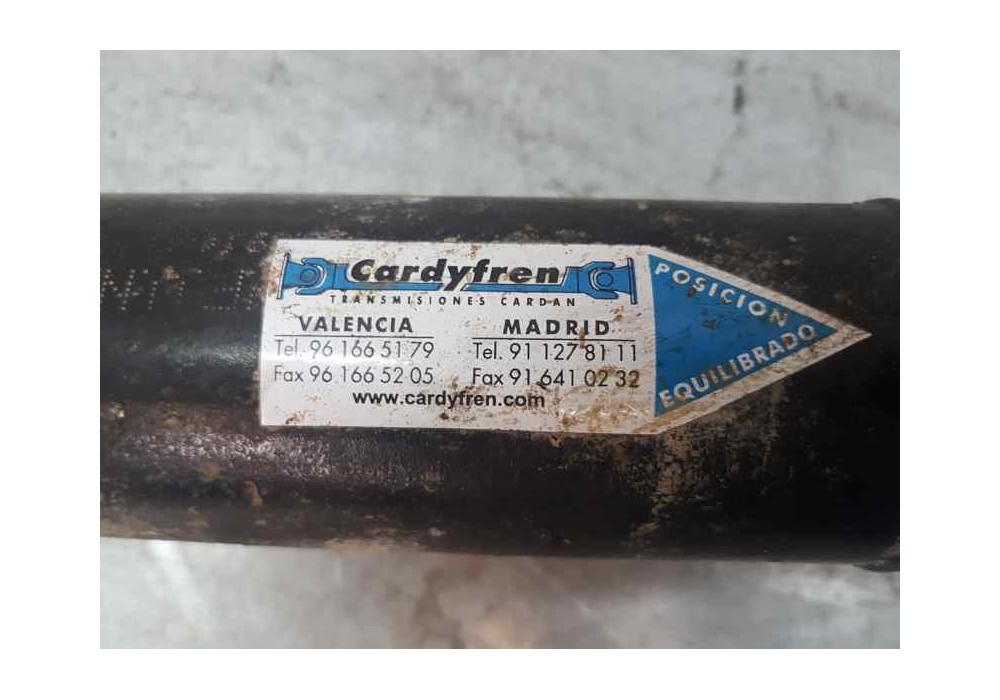 Cardyfren
TRANSMISIONES CARDAN
VALENCIA
Tel. 96 166 51 79
Fax 96 166 52 05
MADRID
Tel. 91 127 81 11
Fax 91 641 02 32
www.cardyfren.com
POSICION
EQUILIBRADO